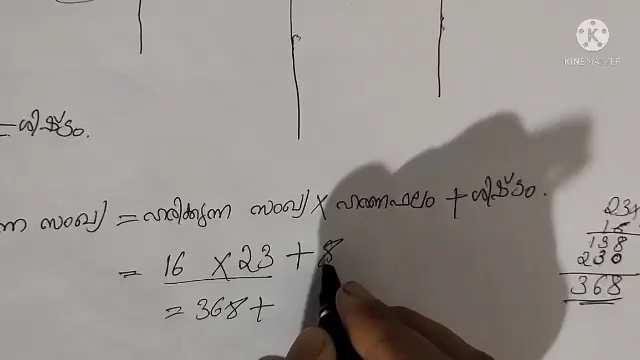 K
KINEMASTER
= ശിഷ്ടം.
ന്ന സംഖ്യ = ഹരിക്കുന്ന സംഖ്യ × ഹരണഫലം + ശിഷ്ടം.
= 16 × 23 + 8
= 368 +
23×
16
138
230
368